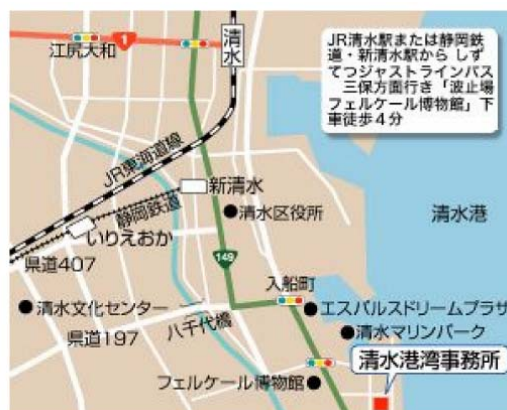 江尻大和
1
清水
JR清水駅または静岡鉄
道・新清水駅から しず
てつジャストラインバス
三保方面行き「波止場
フェルケール博物館」下
車徒歩4分
JR東海道線
新清水
静岡鉄道
清水区役所
清水港
いりえおか
県道407
149
入船町
清水文化センター
エスパルスドリームプラザ
八千代橋
清水マリンパーク
県道197
清水港湾事務所
フェルケール博物館